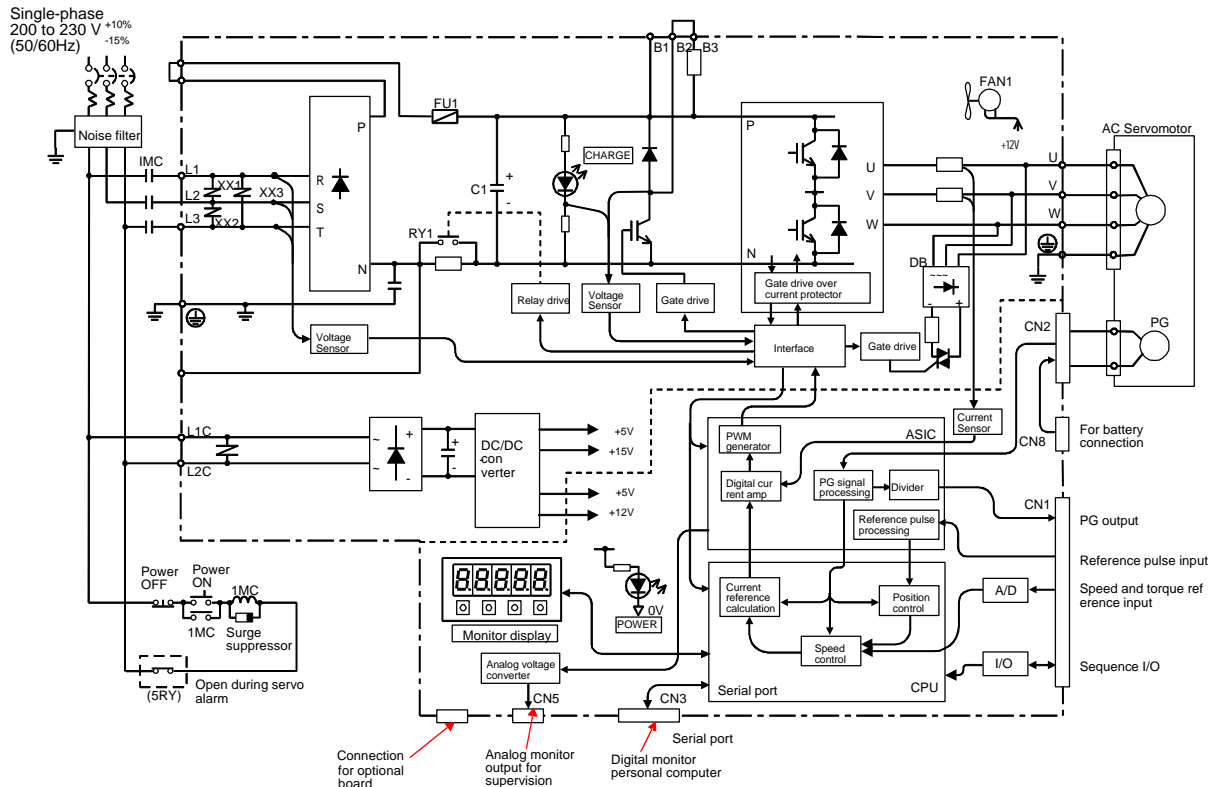 Single-phase
200 to 230 V +10%
-15%
(50/60Hz)
Noise filter
IMC
L1
L2
L3
XX1
XX2
XX3
R
S
T
P
N
FU1
C1
+
-
RY1
CHARGE
B1
B2
B3
P
N
U
V
W
FAN1
+12V
AC Servomotor
U
V
W
DB
~~~
-
+
Relay drive
Voltage
Sensor
Gate drive
Gate drive over
current protector
Interface
Gate drive
Voltage
Sensor
CN2
PG
L1C
L2C
~
~
+
-
+
-
DC/DC
con
verter
+5V
+15V
+5V
+12V
PWM
generator
ASIC
Current
Sensor
CN8
For battery
connection
Digital cur
rent amp
PG signal
processing
Divider
CN1
PG output
Reference pulse
processing
Reference pulse input
Power
OFF
Power
ON
1MC
1MC
Surge
suppressor
(5RY)
Open during servo
alarm
88888
Monitor display
0V
POWER
Current
reference
calculation
Position
control
Speed
control
A/D
Speed and torque ref
erence input
I/O
Sequence I/O
CPU
Serial port
Analog voltage
converter
CN5
CN3
Serial port
Connection
for optional
board
Analog monitor
output for
supervision
Digital monitor
personal computer